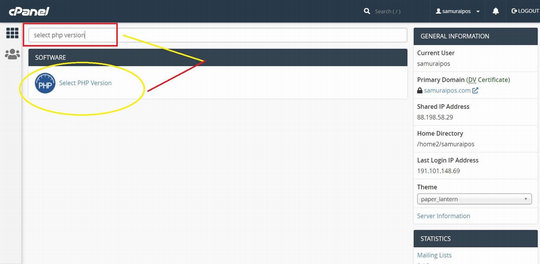 cPanel
Search ( / )
samuraipos
LOGOUT
select php version
SOFTWARE
PHP
Select PHP Version
GENERAL INFORMATION
Current User
samuraipos
Primary Domain (DV Certificate)
samuraipos.com
Shared IP Address
88.198.58.29
Home Directory
/home2/samuraipos
Last Login IP Address
191.101.148.69
Theme
paper_lantern
Server Information
STATISTICS
Mailing Lists